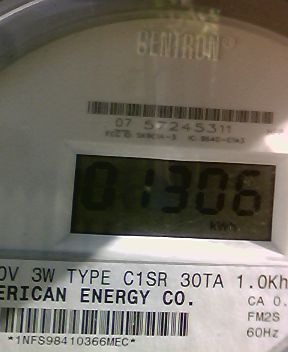 CENTRON®
07 57245311
01306
kWh
0V 3W TYPE C1SR 30TA 1.0Kh
ERICAN ENERGY CO.
CA 0.
FM2S
60Hz
*1NFS98410366MEC*